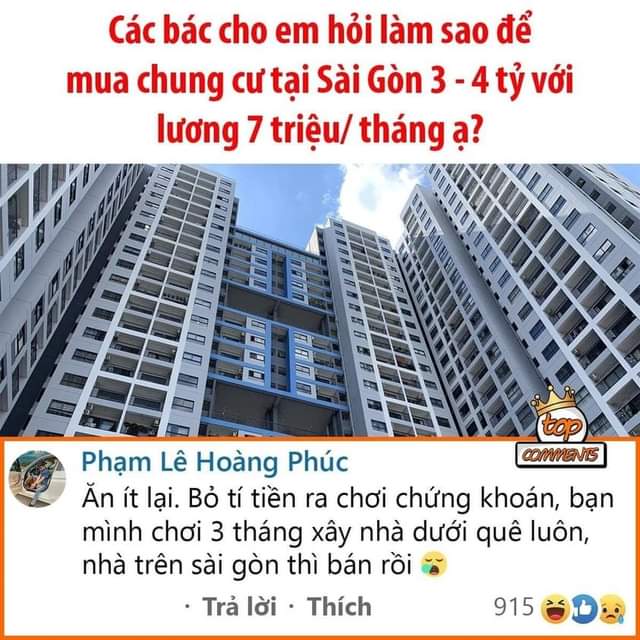 Các bác cho em hỏi làm sao để
mua chung cư tại Sài Gòn 3 - 4 tỷ với
lương 7 triệu/ tháng ạ?
top
COMMENTS
Phạm Lê Hoàng Phúc
Ăn ít lại. Bỏ tí tiền ra chơi chứng khoán, bạn
mình chơi 3 tháng xây nhà dưới quê luôn,
nhà trên sài gòn thì bán rồi 😪
· Trả lời · Thích 915